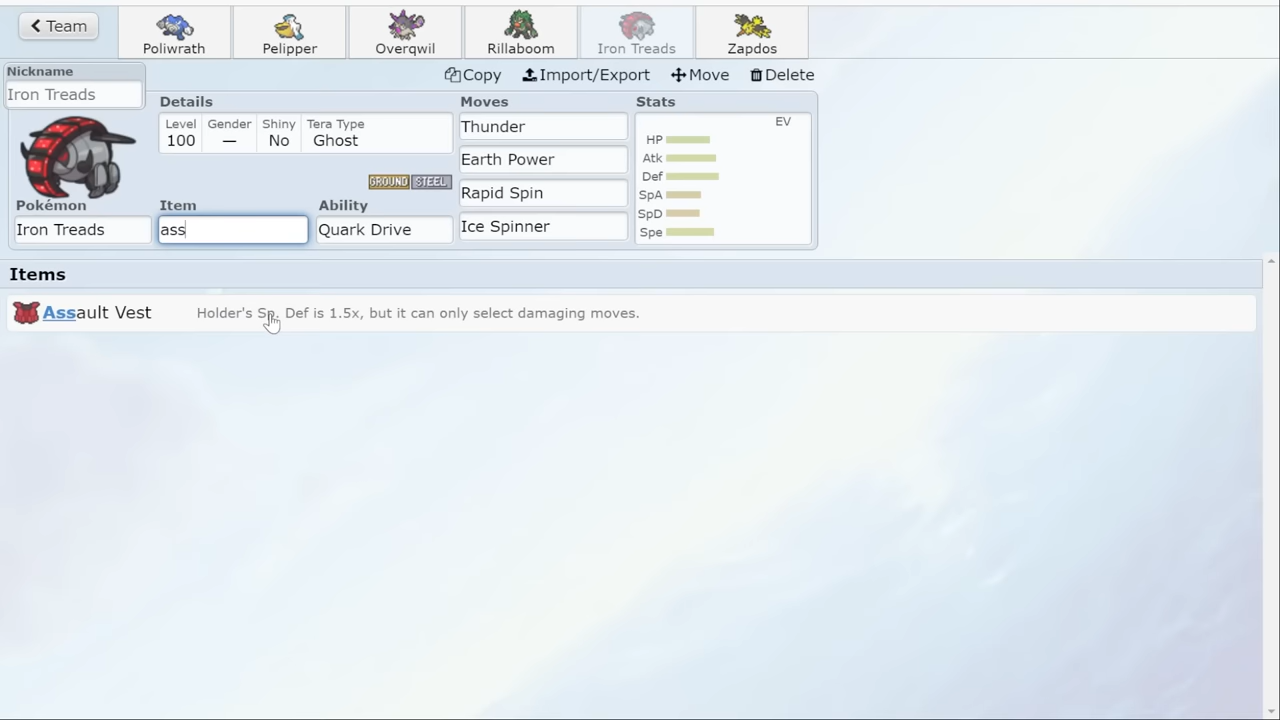 Team
Poliwrath
Pelipper
Overqwil
Rillaboom
Iron Treads
Zapdos
Nickname
Iron Treads
Copy
Import/Export
Move
Delete
Details
Moves
Stats
Level Gender Shiny Tera Type
100 — No Ghost
GROUND STEEL
Pokémon
Iron Treads
Item
ass
Ability
Quark Drive
Thunder
Earth Power
Rapid Spin
Ice Spinner
EV
HP
Atk
Def
SpA
SpD
Spe
Items
Assault Vest Holder's Sp. Def is 1.5x, but it can only select damaging moves.